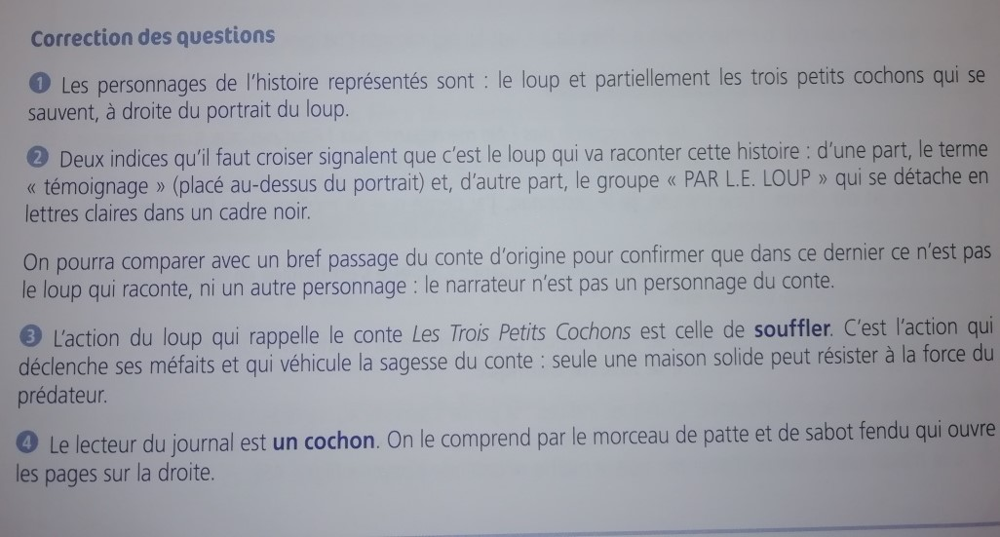 Correction des questions
1 Les personnages de l'histoire représentés sont : le loup et partiellement les trois petits cochons qui se
sauvent, à droite du portrait du loup.
2 Deux indices qu'il faut croiser signalent que c'est le loup qui va raconter cette histoire : d'une part, le terme
« témoignage » (placé au-dessus du portrait) et, d'autre part, le groupe « PAR L.E. LOUP » qui se détache en
lettres claires dans un cadre noir.
On pourra comparer avec un bref passage du conte d'origine pour confirmer que dans ce dernier ce n'est pas
le loup qui raconte, ni un autre personnage : le narrateur n'est pas un personnage du conte.
3 L'action du loup qui rappelle le conte Les Trois Petits Cochons est celle de souffler. C'est l'action qui
déclenche ses méfaits et qui véhicule la sagesse du conte : seule une maison solide peut résister à la force du
prédateur.
4 Le lecteur du journal est un cochon. On le comprend par le morceau de patte et de sabot fendu qui ouvre
les pages sur la droite.